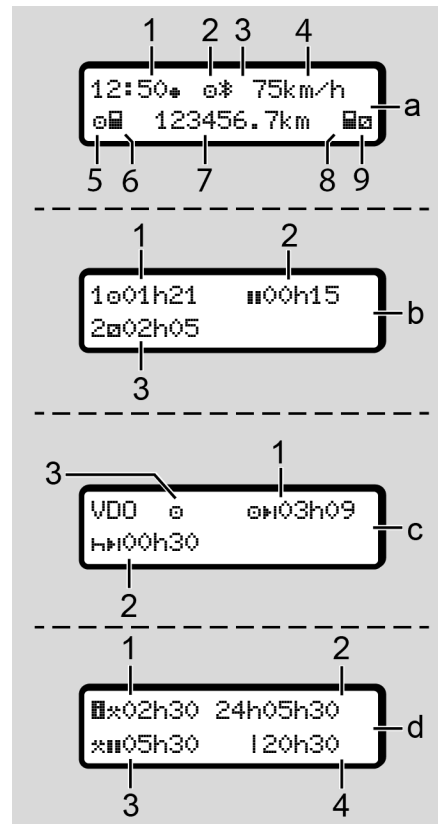 1 2 3 4
12:50 75km/h
a
123456.7km
5 6 7 8 9
1 2
1 01h21 00h15
b
2 02h05
3
3 1
VDO 03h09
c
00h30
2
1 2
02h30 24h05h30
d
05h30 120h30
3 4